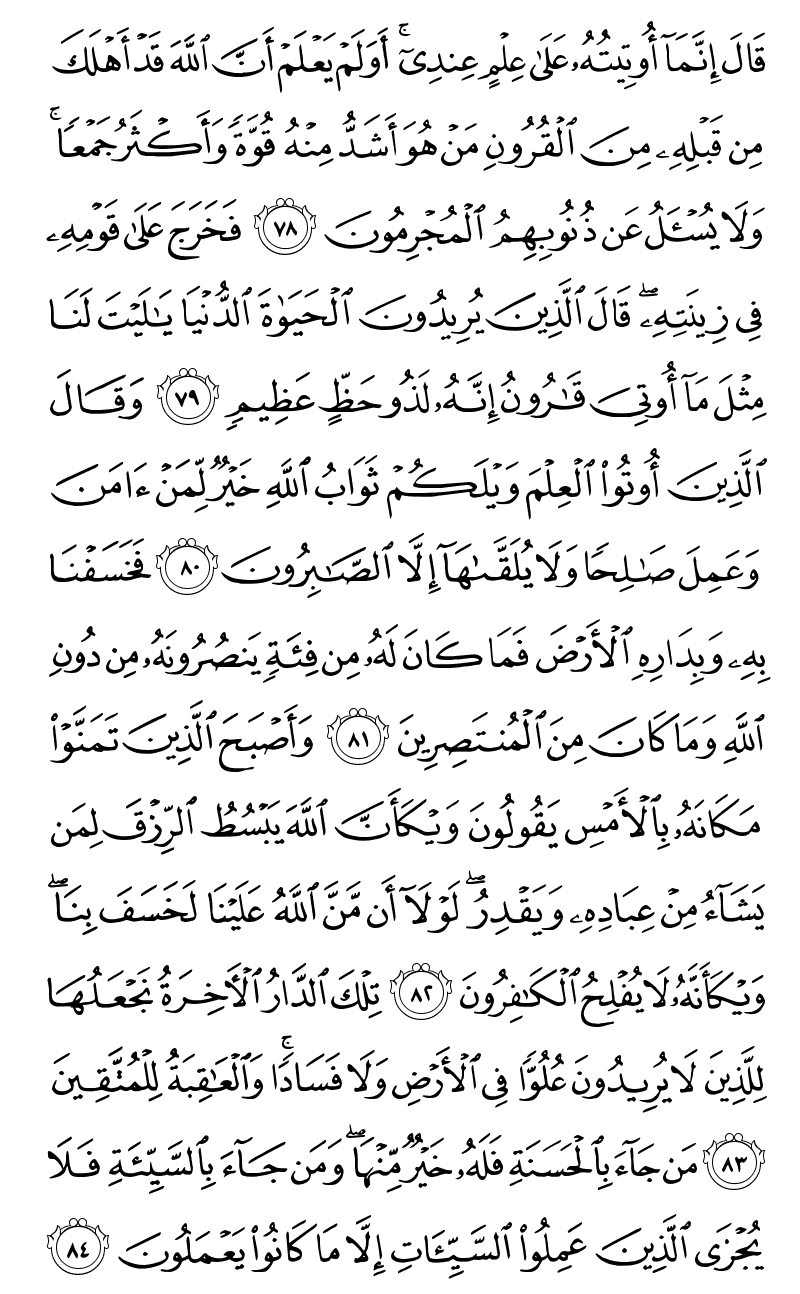 قَالَ إِنَّمَآ أُوتِيتُهُۥ عَلَىٰ عِلْمٍ عِندِىٓ ۚ أَوَلَمْ يَعْلَمْ أَنَّ ٱللَّهَ قَدْ أَهْلَكَ
مِن قَبْلِهِۦ مِنَ ٱلْقُرُونِ مَنْ هُوَ أَشَدُّ مِنْهُ قُوَّةً وَأَكْثَرُ جَمْعًا ۚ
وَلَا يُسْـَٔلُ عَن ذُنُوبِهِمُ ٱلْمُجْرِمُونَ ٧٨ فَخَرَجَ عَلَىٰ قَوْمِهِۦ
فِى زِينَتِهِۦ ۖ قَالَ ٱلَّذِينَ يُرِيدُونَ ٱلْحَيَوٰةَ ٱلدُّنْيَا يَـٰلَيْتَ لَنَا
مِثْلَ مَآ أُوتِىَ قَـٰرُونُ إِنَّهُۥ لَذُو حَظٍّ عَظِيمٍ ٧٩ وَقَالَ
ٱلَّذِينَ أُوتُوا۟ ٱلْعِلْمَ وَيْلَكُمْ ثَوَابُ ٱللَّهِ خَيْرٌ لِّمَنْ ءَامَنَ
وَعَمِلَ صَـٰلِحًا وَلَا يُلَقَّىٰهَآ إِلَّا ٱلصَّـٰبِرُونَ ٨٠ فَخَسَفْنَا
بِهِۦ وَبِدَارِهِ ٱلْأَرْضَ فَمَا كَانَ لَهُۥ مِن فِئَةٍ يَنصُرُونَهُۥ مِن دُونِ
ٱللَّهِ وَمَا كَانَ مِنَ ٱلْمُنتَصِرِينَ ٨١ وَأَصْبَحَ ٱلَّذِينَ تَمَنَّوْا۟
مَكَانَهُۥ بِٱلْأَمْسِ يَقُولُونَ وَيْكَأَنَّ ٱللَّهَ يَبْسُطُ ٱلرِّزْقَ لِمَن
يَشَآءُ مِنْ عِبَادِهِۦ وَيَقْدِرُ ۖ لَوْلَآ أَن مَّنَّ ٱللَّهُ عَلَيْنَا لَخَسَفَ بِنَا ۖ
وَيْكَأَنَّهُۥ لَا يُفْلِحُ ٱلْكَـٰفِرُونَ ٨٢ تِلْكَ ٱلدَّارُ ٱلْـَٔاخِرَةُ نَجْعَلُهَا
لِلَّذِينَ لَا يُرِيدُونَ عُلُوًّا فِى ٱلْأَرْضِ وَلَا فَسَادًا ۚ وَٱلْعَـٰقِبَةُ لِلْمُتَّقِينَ
٨٣ مَن جَآءَ بِٱلْحَسَنَةِ فَلَهُۥ خَيْرٌ مِّنْهَا ۖ وَمَن جَآءَ بِٱلسَّيِّئَةِ فَلَا
يُجْزَى ٱلَّذِينَ عَمِلُوا۟ ٱلسَّيِّـَٔاتِ إِلَّا مَا كَانُوا۟ يَعْمَلُونَ ٨٤